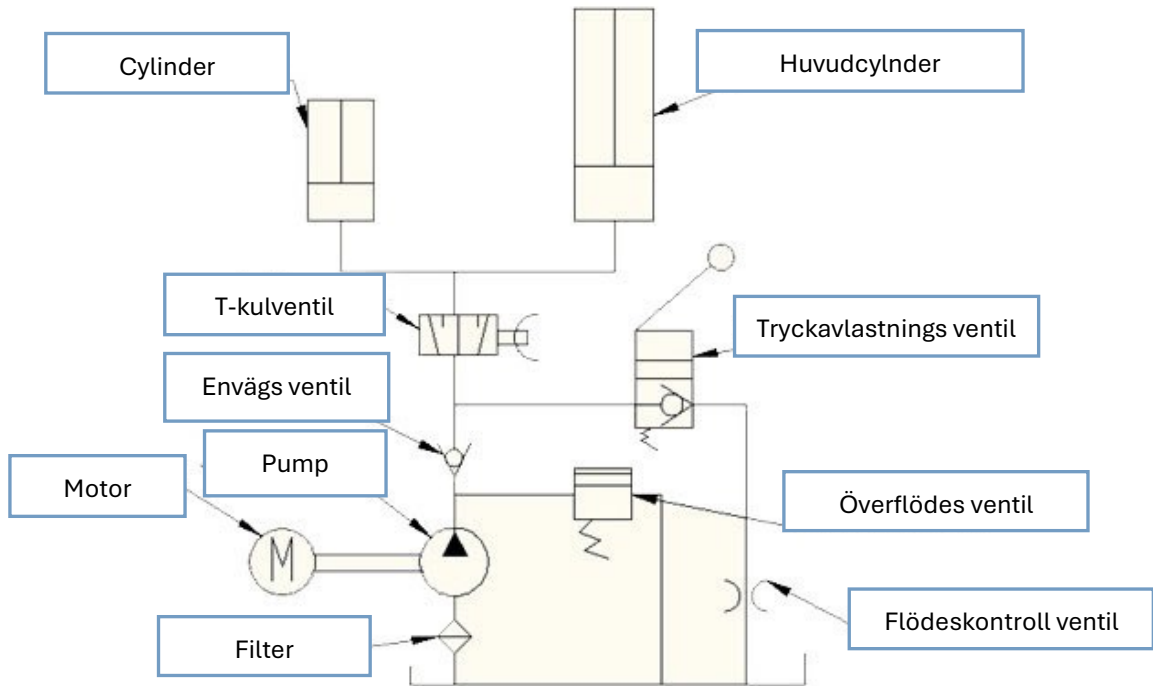 Cylinder
Huvudcylnder
T-kulventil
Tryckavlastnings ventil
Envägs ventil
Pump
Motor
Överflödes ventil
M
Flödeskontroll ventil
Filter